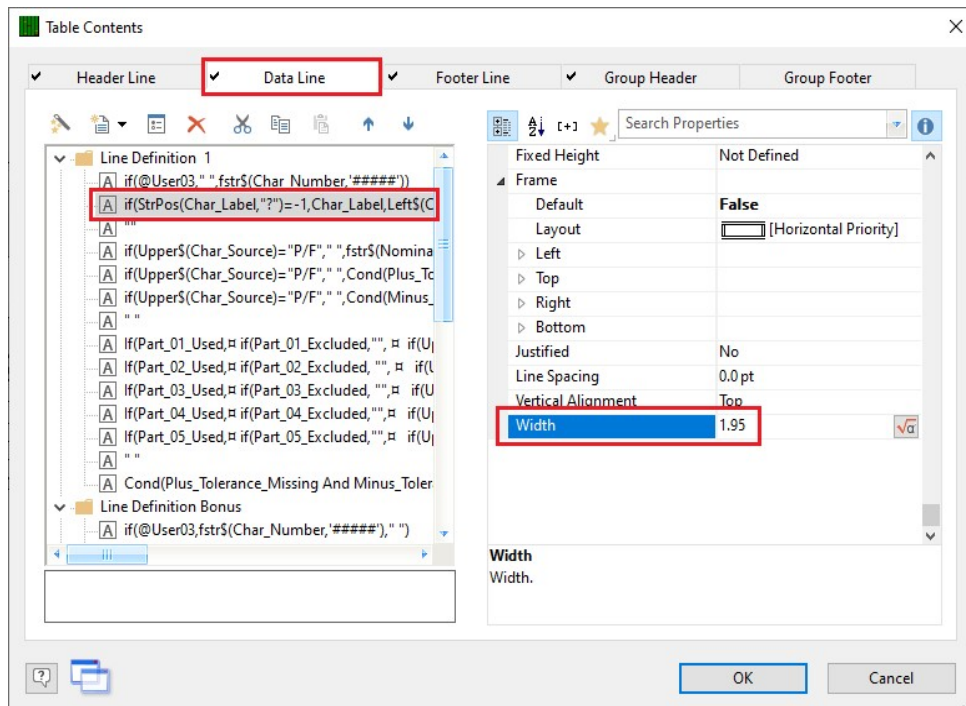 Table Contents
Header Line
Data Line
Footer Line
Group Header
Group Footer
Search Properties
Line Definition 1
if(@User03," ",fstr$(Char_Number,'#####'))
if(StrPos(Char_Label,"?")=-1,Char_Label,Left$(C
""
if(Upper$(Char_Source)="P/F"," ",fstr$(Nomina
if(Upper$(Char_Source)="P/F"," ",Cond(Plus_To
if(Upper$(Char_Source)="P/F"," ",Cond(Minus_
" "
If(Part_01_Used,¤ if(Part_01_Excluded,"", ¤ if(U
If(Part_02_Used,¤ if(Part_02_Excluded, "", ¤ if(U
If(Part_03_Used,¤ if(Part_03_Excluded, "",¤ if(U
If(Part_04_Used,¤ if(Part_04_Excluded,"",¤ if(U
If(Part_05_Used,¤ if(Part_05_Excluded,"",¤ if(U
" "
Cond(Plus_Tolerance_Missing And Minus_Toler
Line Definition Bonus
if(@User03,fstr$(Char_Number,'#####')," ")
Fixed Height Not Defined
Frame
Default False
Layout [Horizontal Priority]
Left
Top
Right
Bottom
Justified No
Line Spacing 0.0 pt
Vertical Alignment Top
Width 1.95
Width
Width.
OK
Cancel